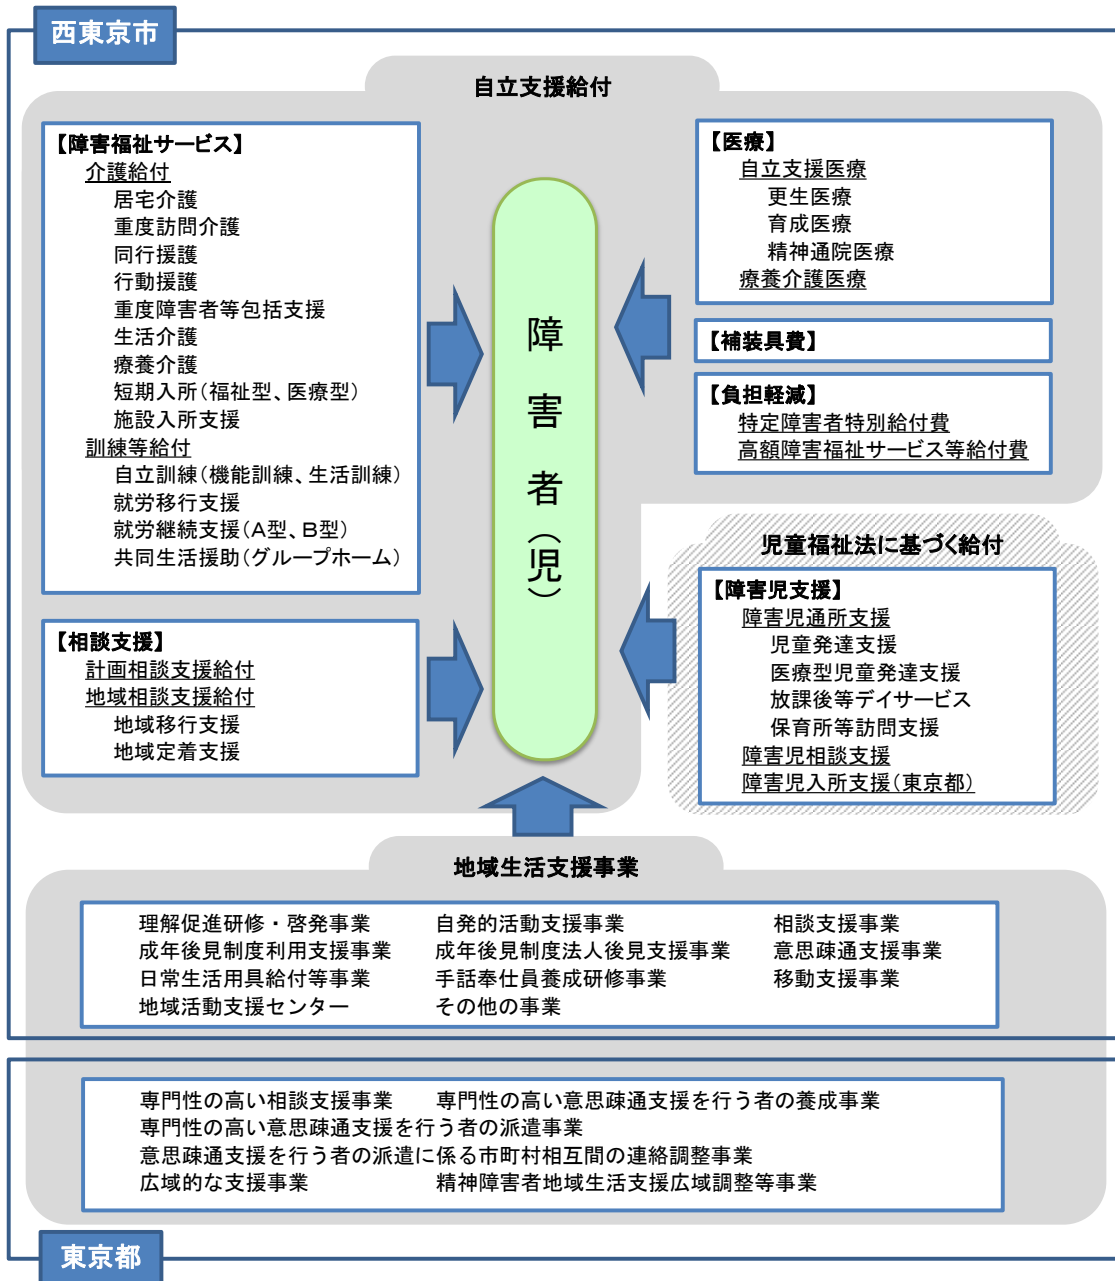 西東京市
自立支援給付
【障害福祉サービス】
介護給付
居宅介護
重度訪問介護
同行援護
行動援護
重度障害者等包括支援
生活介護
療養介護
短期入所(福祉型、医療型)
施設入所支援
訓練等給付
自立訓練(機能訓練、生活訓練)
就労移行支援
就労継続支援(A型、B型)
共同生活援助(グループホーム)
【相談支援】
計画相談支援給付
地域相談支援給付
地域移行支援
地域定着支援
障害者(児)
【医療】
自立支援医療
更生医療
育成医療
精神通院医療
療養介護医療
【補装具費】
【負担軽減】
特定障害者特別給付費
高額障害福祉サービス等給付費
児童福祉法に基づく給付
【障害児支援】
障害児通所支援
児童発達支援
医療型児童発達支援
放課後等デイサービス
保育所等訪問支援
障害児相談支援
障害児入所支援(東京都)
地域生活支援事業
理解促進研修・啓発事業 自発的活動支援事業 相談支援事業
成年後見制度利用支援事業 成年後見制度法人後見支援事業 意思疎通支援事業
日常生活用具給付等事業 手話奉仕員養成研修事業 移動支援事業
地域活動支援センター その他の事業
専門性の高い相談支援事業 専門性の高い意思疎通支援を行う者の養成事業
専門性の高い意思疎通支援を行う者の派遣事業
意思疎通支援を行う者の派遣に係る市町村相互間の連絡調整事業
広域的な支援事業 精神障害者地域生活支援広域調整等事業
東京都